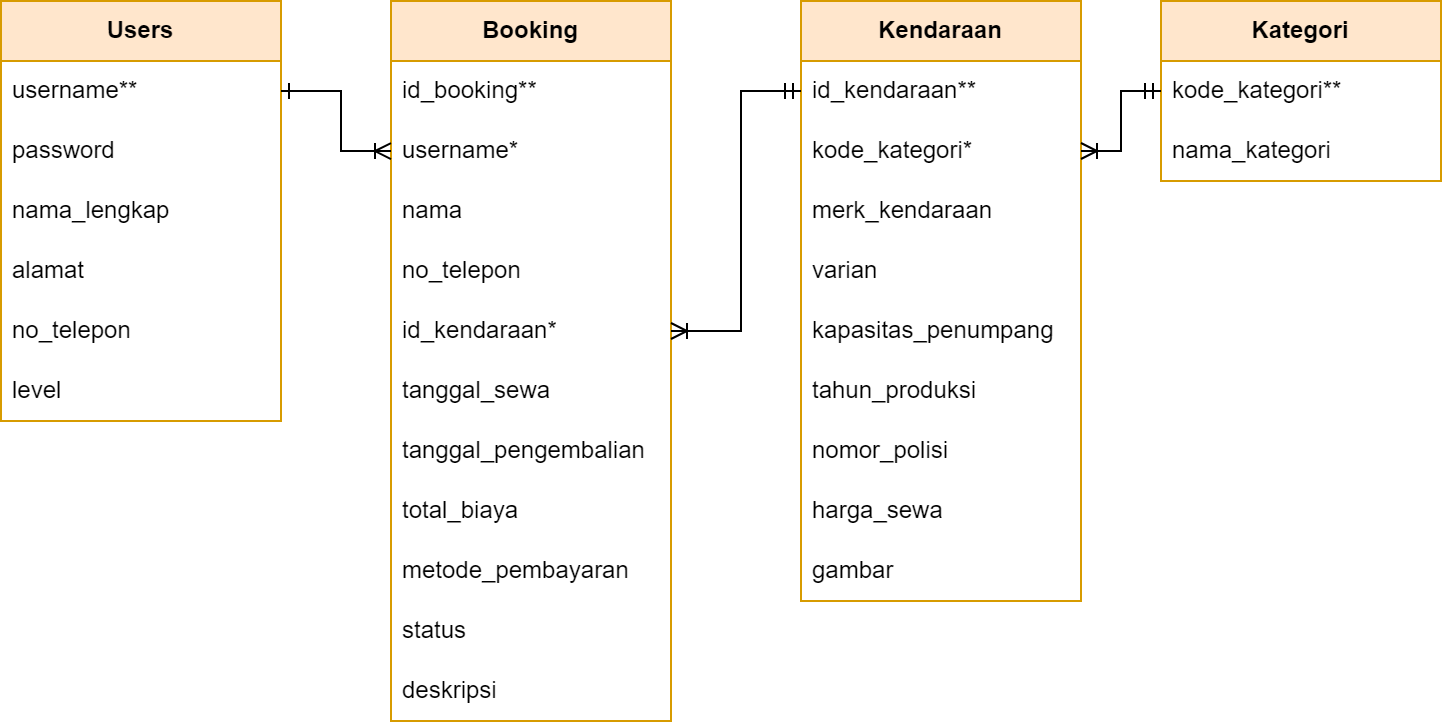 Users
username**
password
nama_lengkap
alamat
no_telepon
level
Booking
id_booking**
username*
nama
no_telepon
id_kendaraan*
tanggal_sewa
tanggal_pengembalian
total_biaya
metode_pembayaran
status
deskripsi
Kendaraan
id_kendaraan**
kode_kategori*
merk_kendaraan
varian
kapasitas_penumpang
tahun_produksi
nomor_polisi
harga_sewa
gambar
Kategori
kode_kategori**
nama_kategori